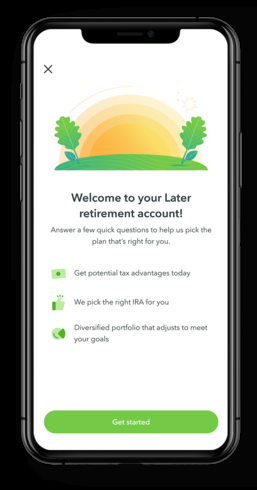 Welcome to your Later
retirement account!
Answer a few quick questions to help us pick the
plan that's right for you.
Get potential tax advantages today
We pick the right IRA for you
Diversified portfolio that adjusts to meet
your goals
Get started